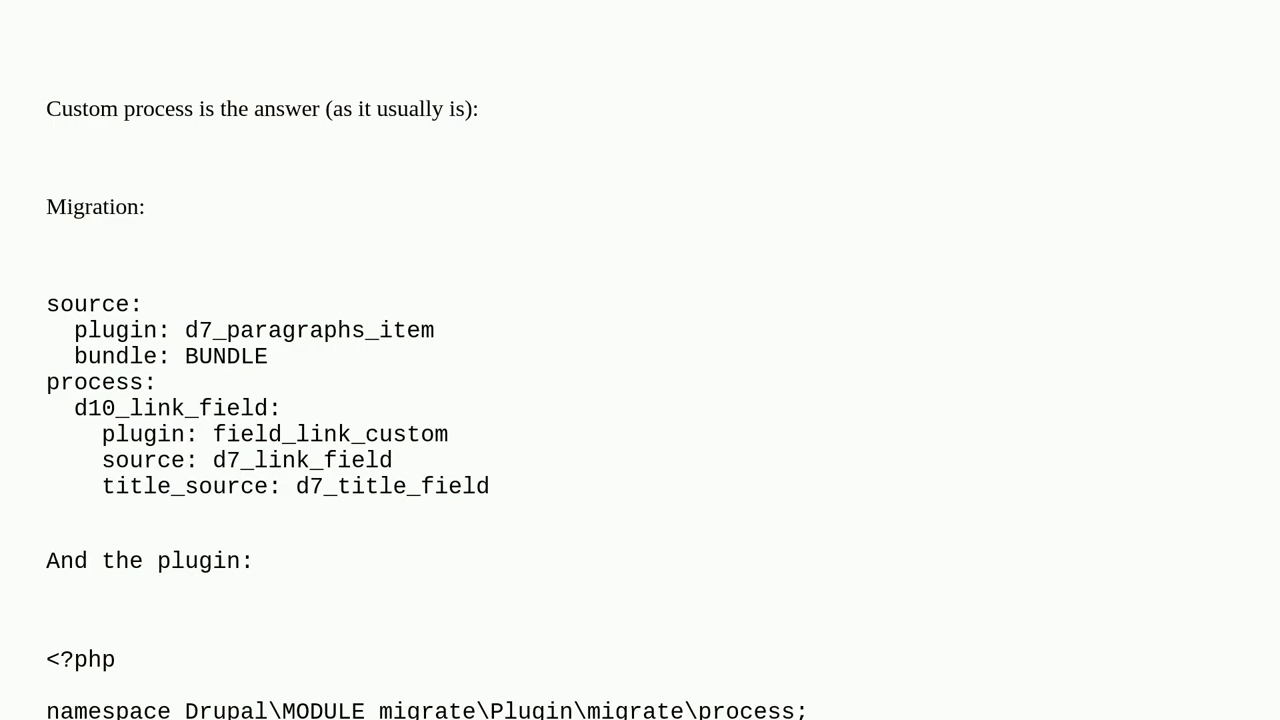 Custom process is the answer (as it usually is):
Migration:
source:
  plugin: d7_paragraphs_item
  bundle: BUNDLE
process:
  d10_link_field:
    plugin: field_link_custom
    source: d7_link_field
    title_source: d7_title_field
And the plugin:
<?php
namespace Drupal\MODULE_migrate\Plugin\migrate\process;